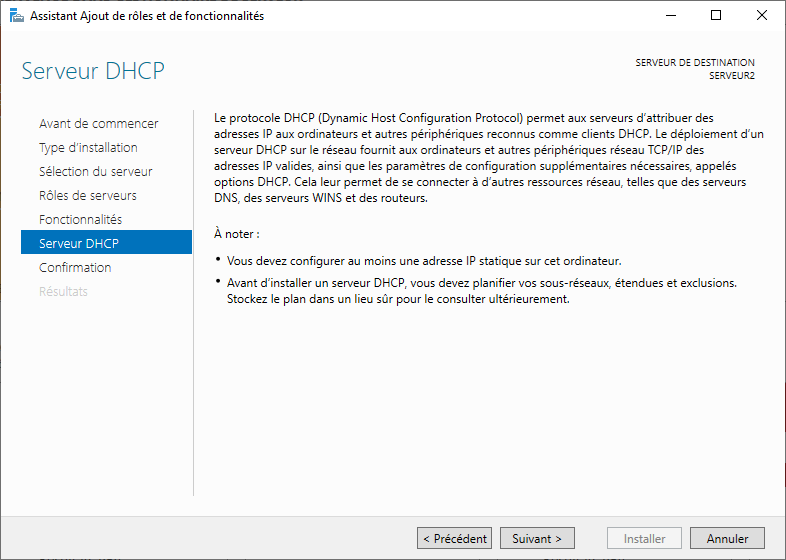 Assistant Ajout de rôles et de fonctionnalités
Serveur DHCP
SERVEUR DE DESTINATION
SERVEUR2
Avant de commencer
Type d'installation
Sélection du serveur
Rôles de serveurs
Fonctionnalités
Serveur DHCP
Confirmation
Résultats
Le protocole DHCP (Dynamic Host Configuration Protocol) permet aux serveurs d'attribuer des
adresses IP aux ordinateurs et autres périphériques reconnus comme clients DHCP. Le déploiement d'un
serveur DHCP sur le réseau fournit aux ordinateurs et autres périphériques réseau TCP/IP des
adresses IP valides, ainsi que les paramètres de configuration supplémentaires nécessaires, appelés
options DHCP. Cela leur permet de se connecter à d'autres ressources réseau, telles que des serveurs
DNS, des serveurs WINS et des routeurs.
À noter :
• Vous devez configurer au moins une adresse IP statique sur cet ordinateur.
• Avant d'installer un serveur DHCP, vous devez planifier vos sous-réseaux, étendues et exclusions.
Stockez le plan dans un lieu sûr pour le consulter ultérieurement.
< Précédent
Suivant >
Installer
Annuler